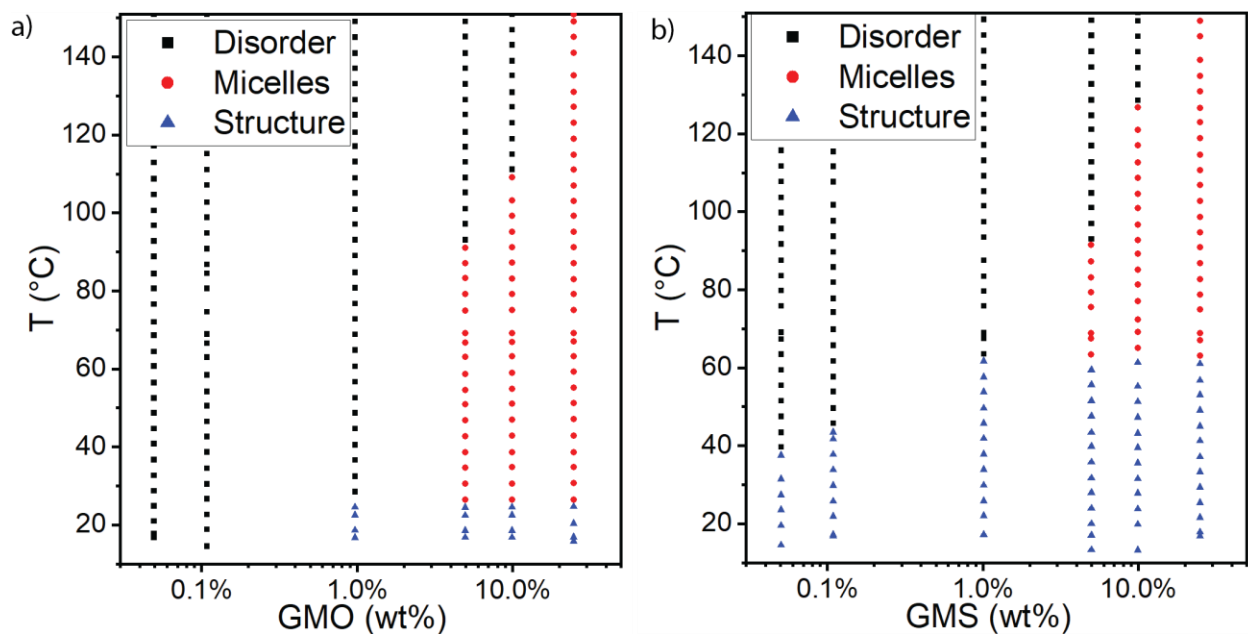 a)
Disorder
Micelles
Structure
140
120
100
80
60
40
20
T (°C)
0.1%
1.0%
10.0%
GMO (wt%)
b)
Disorder
Micelles
Structure
140
120
100
80
60
40
20
T (°C)
0.1%
1.0%
10.0%
GMS (wt%)